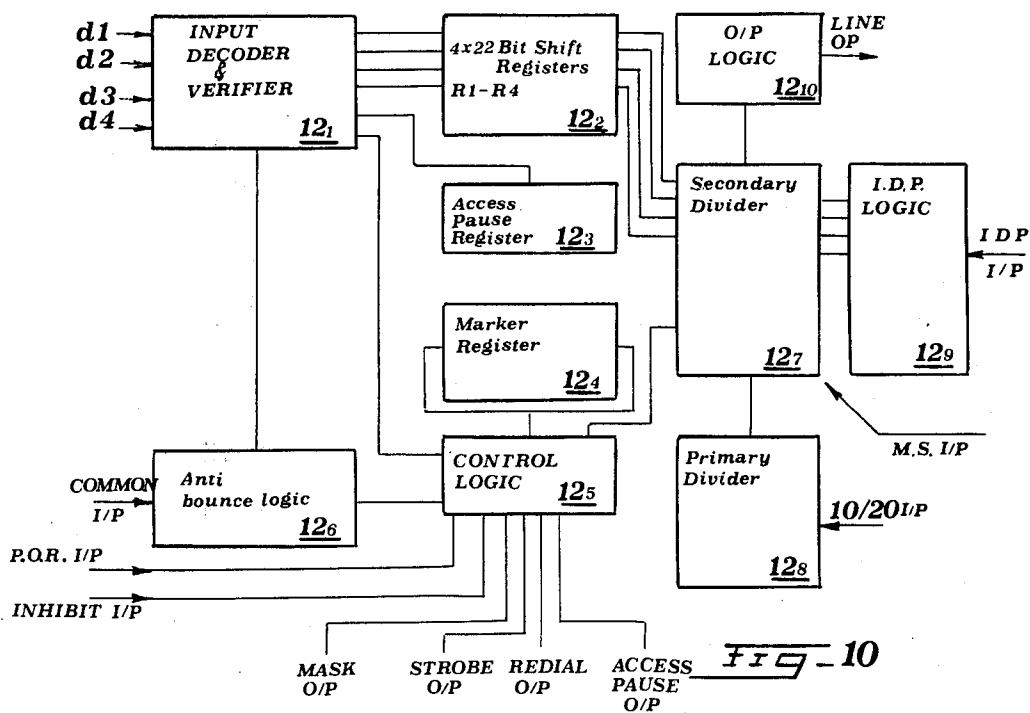 d1
d2
d3
d4
INPUT
DECODER
&
VERIFIER
12₁
4x22 Bit Shift
Registers
R1-R4
12₂
O/P
LOGIC
12₁₀
LINE
OP
Access
Pause
Register
12₃
Secondary
Divider
12₇
I.D.P.
LOGIC
12₉
IDP
I/P
Marker
Register
12₄
M.S. I/P
COMMON
I/P
Anti
bounce logic
12₆
CONTROL
LOGIC
12₅
Primary
Divider
12₈
10/20 I/P
P.O.R. I/P
INHIBIT I/P
MASK
O/P
STROBE
O/P
REDIAL
O/P
ACCESS
PAUSE
O/P
Fig-10